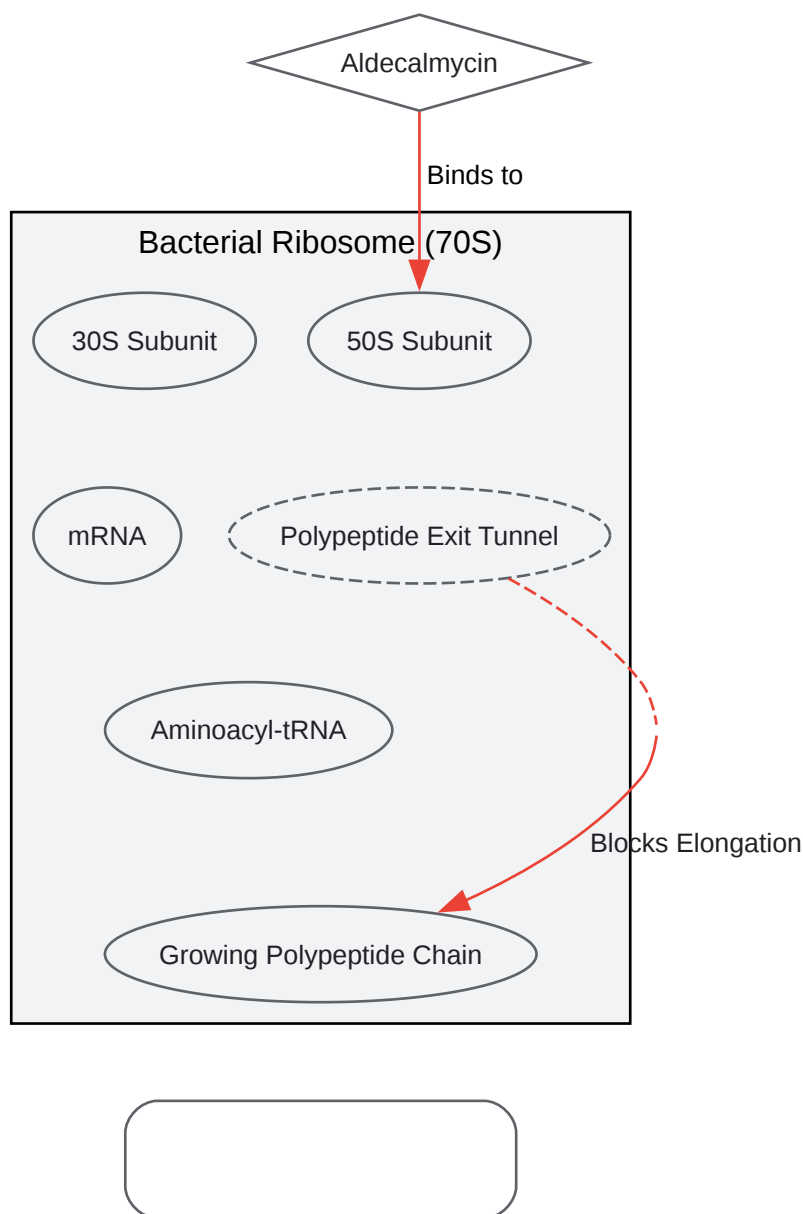 Aldecalmycin
Binds to
Bacterial Ribosome (70S)
30S Subunit
50S Subunit
mRNA
Polypeptide Exit Tunnel
Aminoacyl-tRNA
Blocks Elongation
Growing Polypeptide Chain